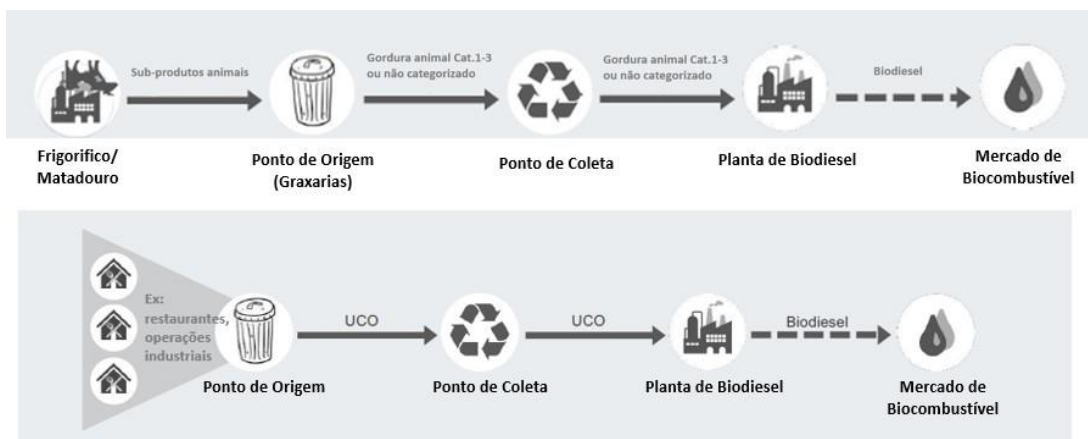 Sub-produtos animais
Gordura animal Cat.1-3
ou não categorizado
Gordura animal Cat.1-3
ou não categorizado
Biodiesel
Frigorifico/
Matadouro
Ponto de Origem
(Graxarias)
Ponto de Coleta
Planta de Biodiesel
Mercado de
Biocombustível
Ex:
restaurantes,
operações
industriais
UCO
UCO
Biodiesel
Ponto de Origem
Ponto de Coleta
Planta de Biodiesel
Mercado de
Biocombustível